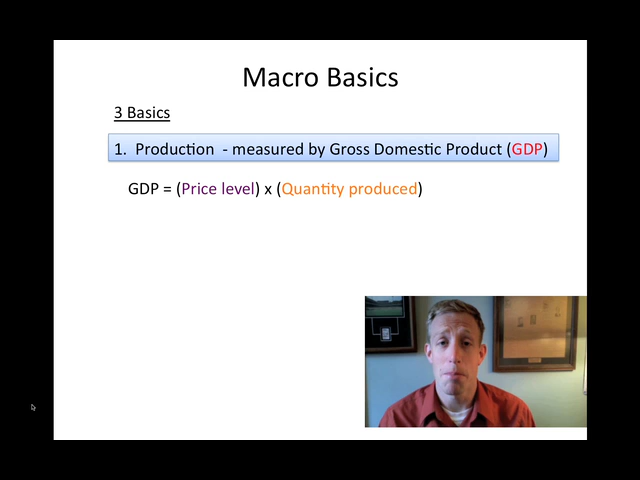 Macro Basics
3 Basics
1. Production - measured by Gross Domestic Product (GDP)
GDP = (Price level) x (Quantity produced)